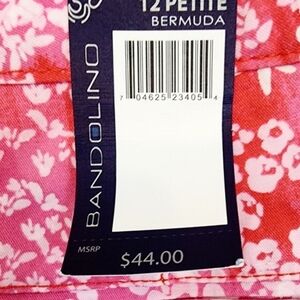 12 PETITE
BERMUDA
7 04625 23405 4
BANDOLINO
MSRP
$44.00